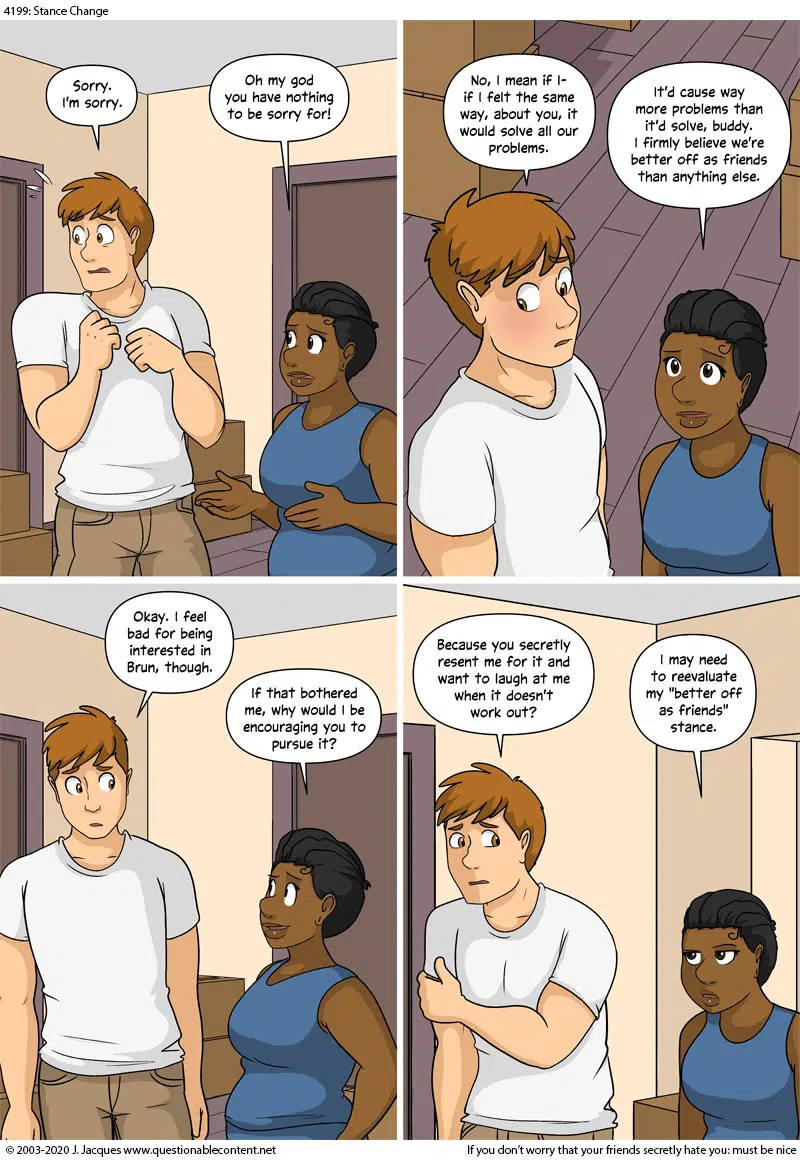 4199: Stance Change
Sorry.
I'm sorry.
Oh my god
you have nothing
to be sorry for!
No, I mean if I-
if I felt the same
way, about you, it
would solve all our
problems.
It'd cause way
more problems than
it'd solve, buddy.
I firmly believe we're
better off as friends
than anything else.
Okay. I feel
bad for being
interested in
Brun, though.
If that bothered
me, why would I be
encouraging you to
pursue it?
Because you secretly
resent me for it and
want to laugh at me
when it doesn't
work out?
I may need
to reevaluate
my "better off
as friends"
stance.
© 2003-2020 J. Jacques www.questionablecontent.net
If you don't worry that your friends secretly hate you: must be nice